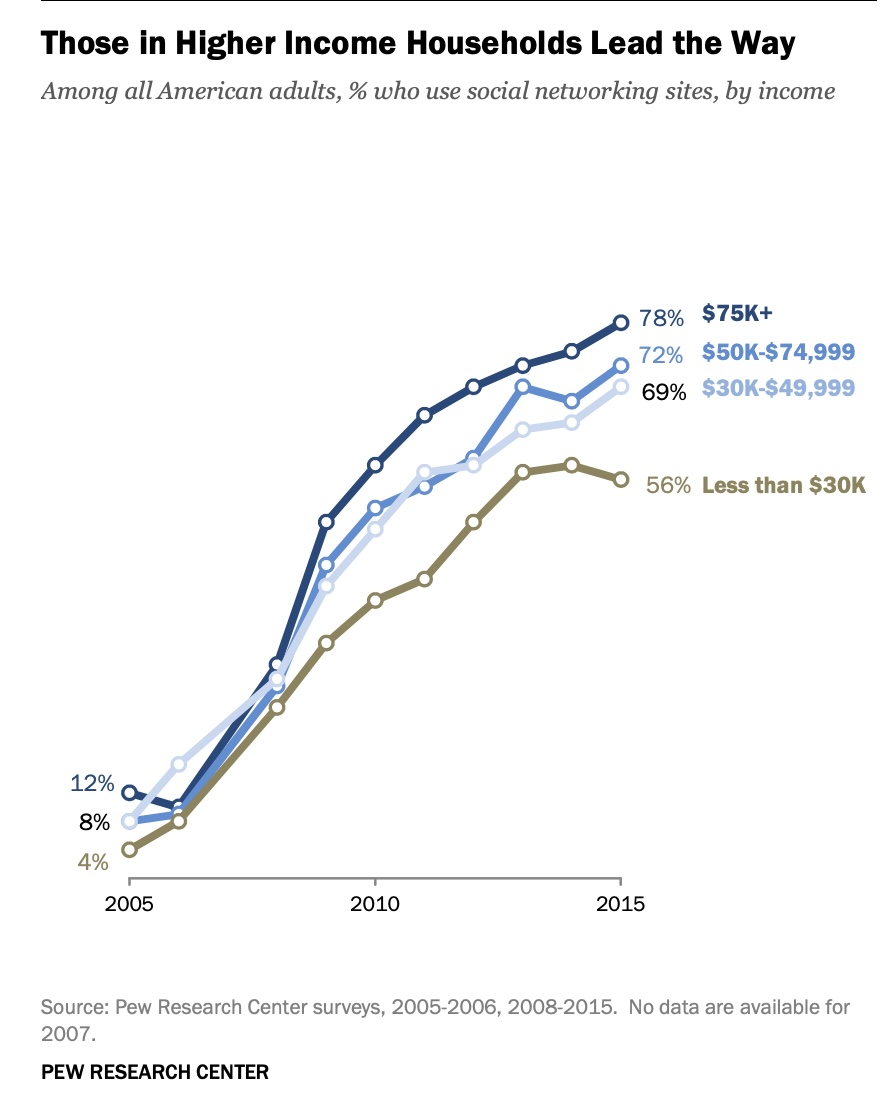 Those in Higher Income Households Lead the Way
Among all American adults, % who use social networking sites, by income
78% $75K+
72% $50K-$74,999
69% $30K-$49,999
56% Less than $30K
12%
8%
4%
2005 2010 2015
Source: Pew Research Center surveys, 2005-2006, 2008-2015. No data are available for
2007.
PEW RESEARCH CENTER